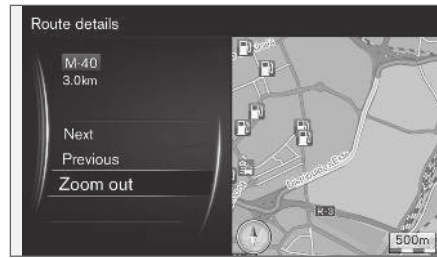 Route details
M-40
3.0km
Next
Previous
Zoom out
R-3
500m